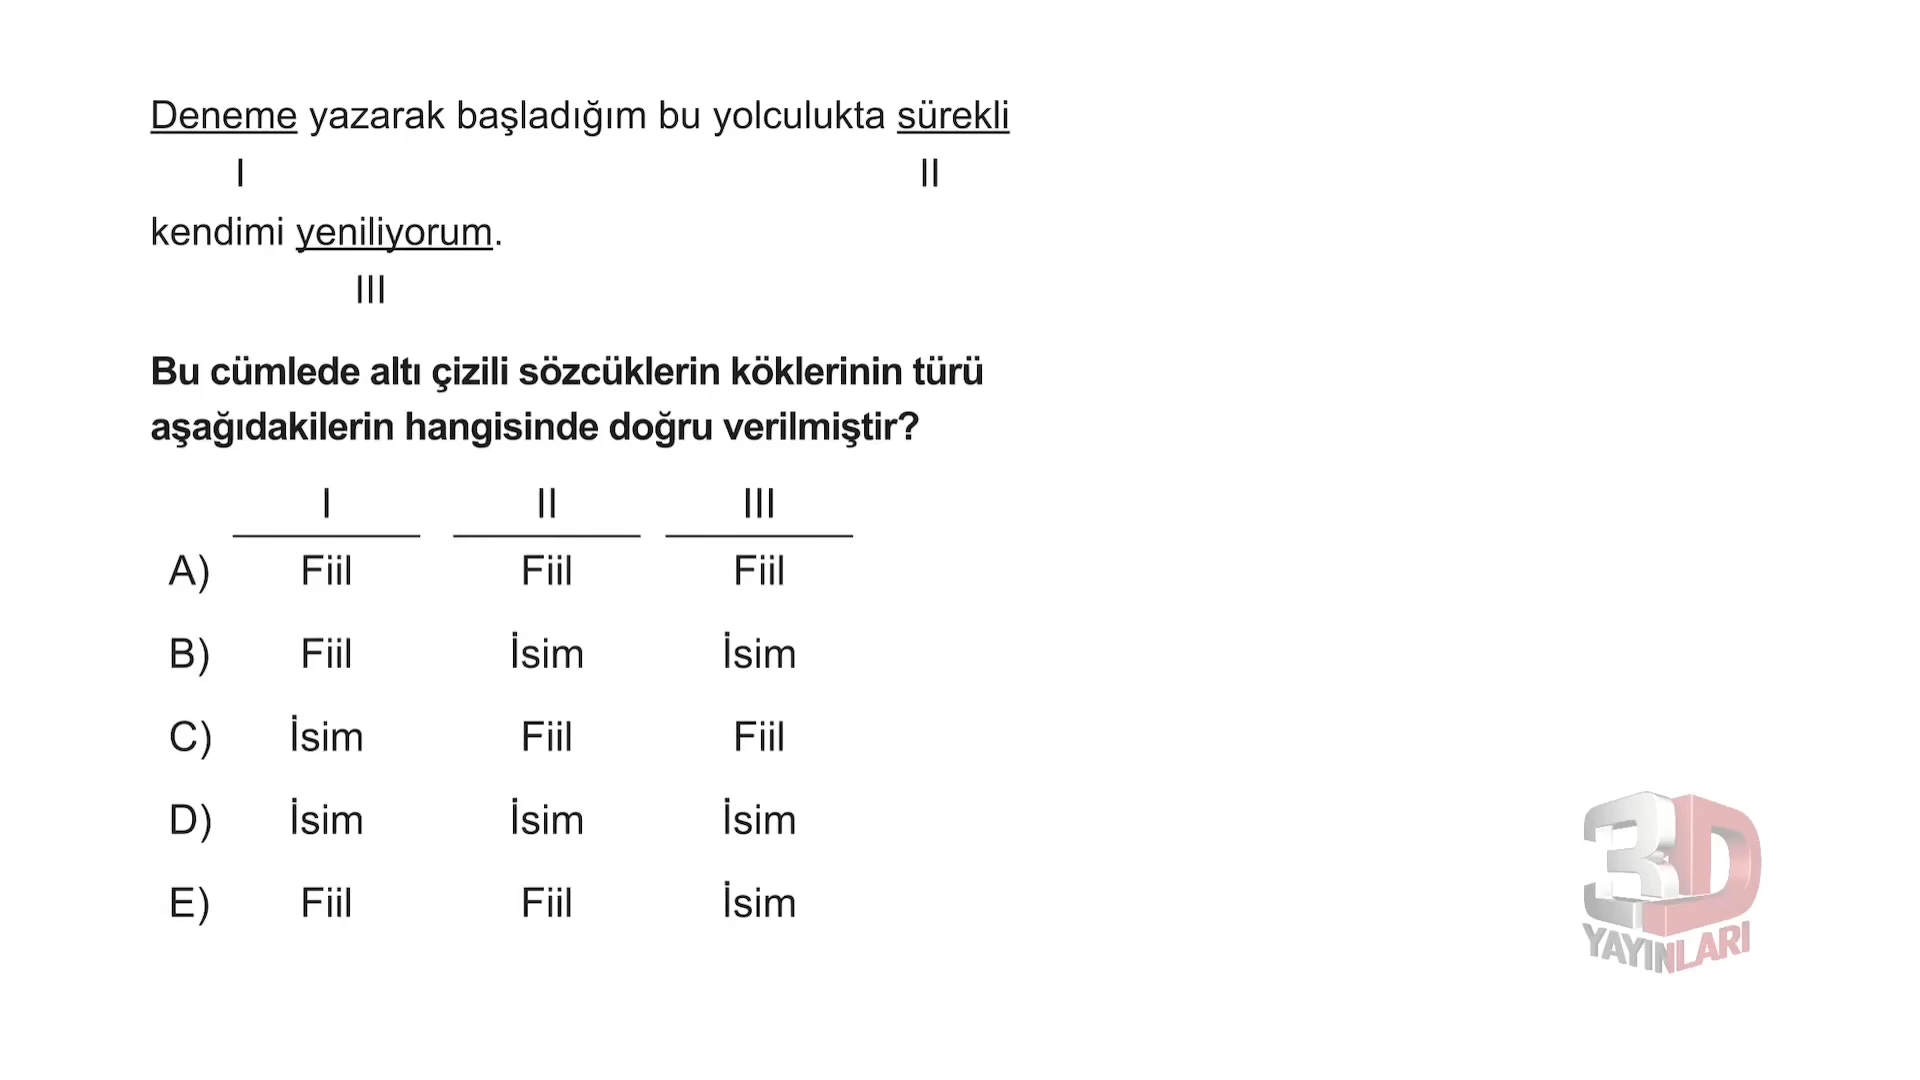 Deneme yazarak başladığım bu yolculukta sürekli
I II
kendimi yeniliyorum.
III
Bu cümlede altı çizili sözcüklerin köklerinin türü
aşağıdakilerin hangisinde doğru verilmiştir?
I II III
A) Fiil Fiil Fiil
B) Fiil İsim İsim
C) İsim Fiil Fiil
D) İsim İsim İsim
E) Fiil Fiil İsim
3D
YAYINLARI